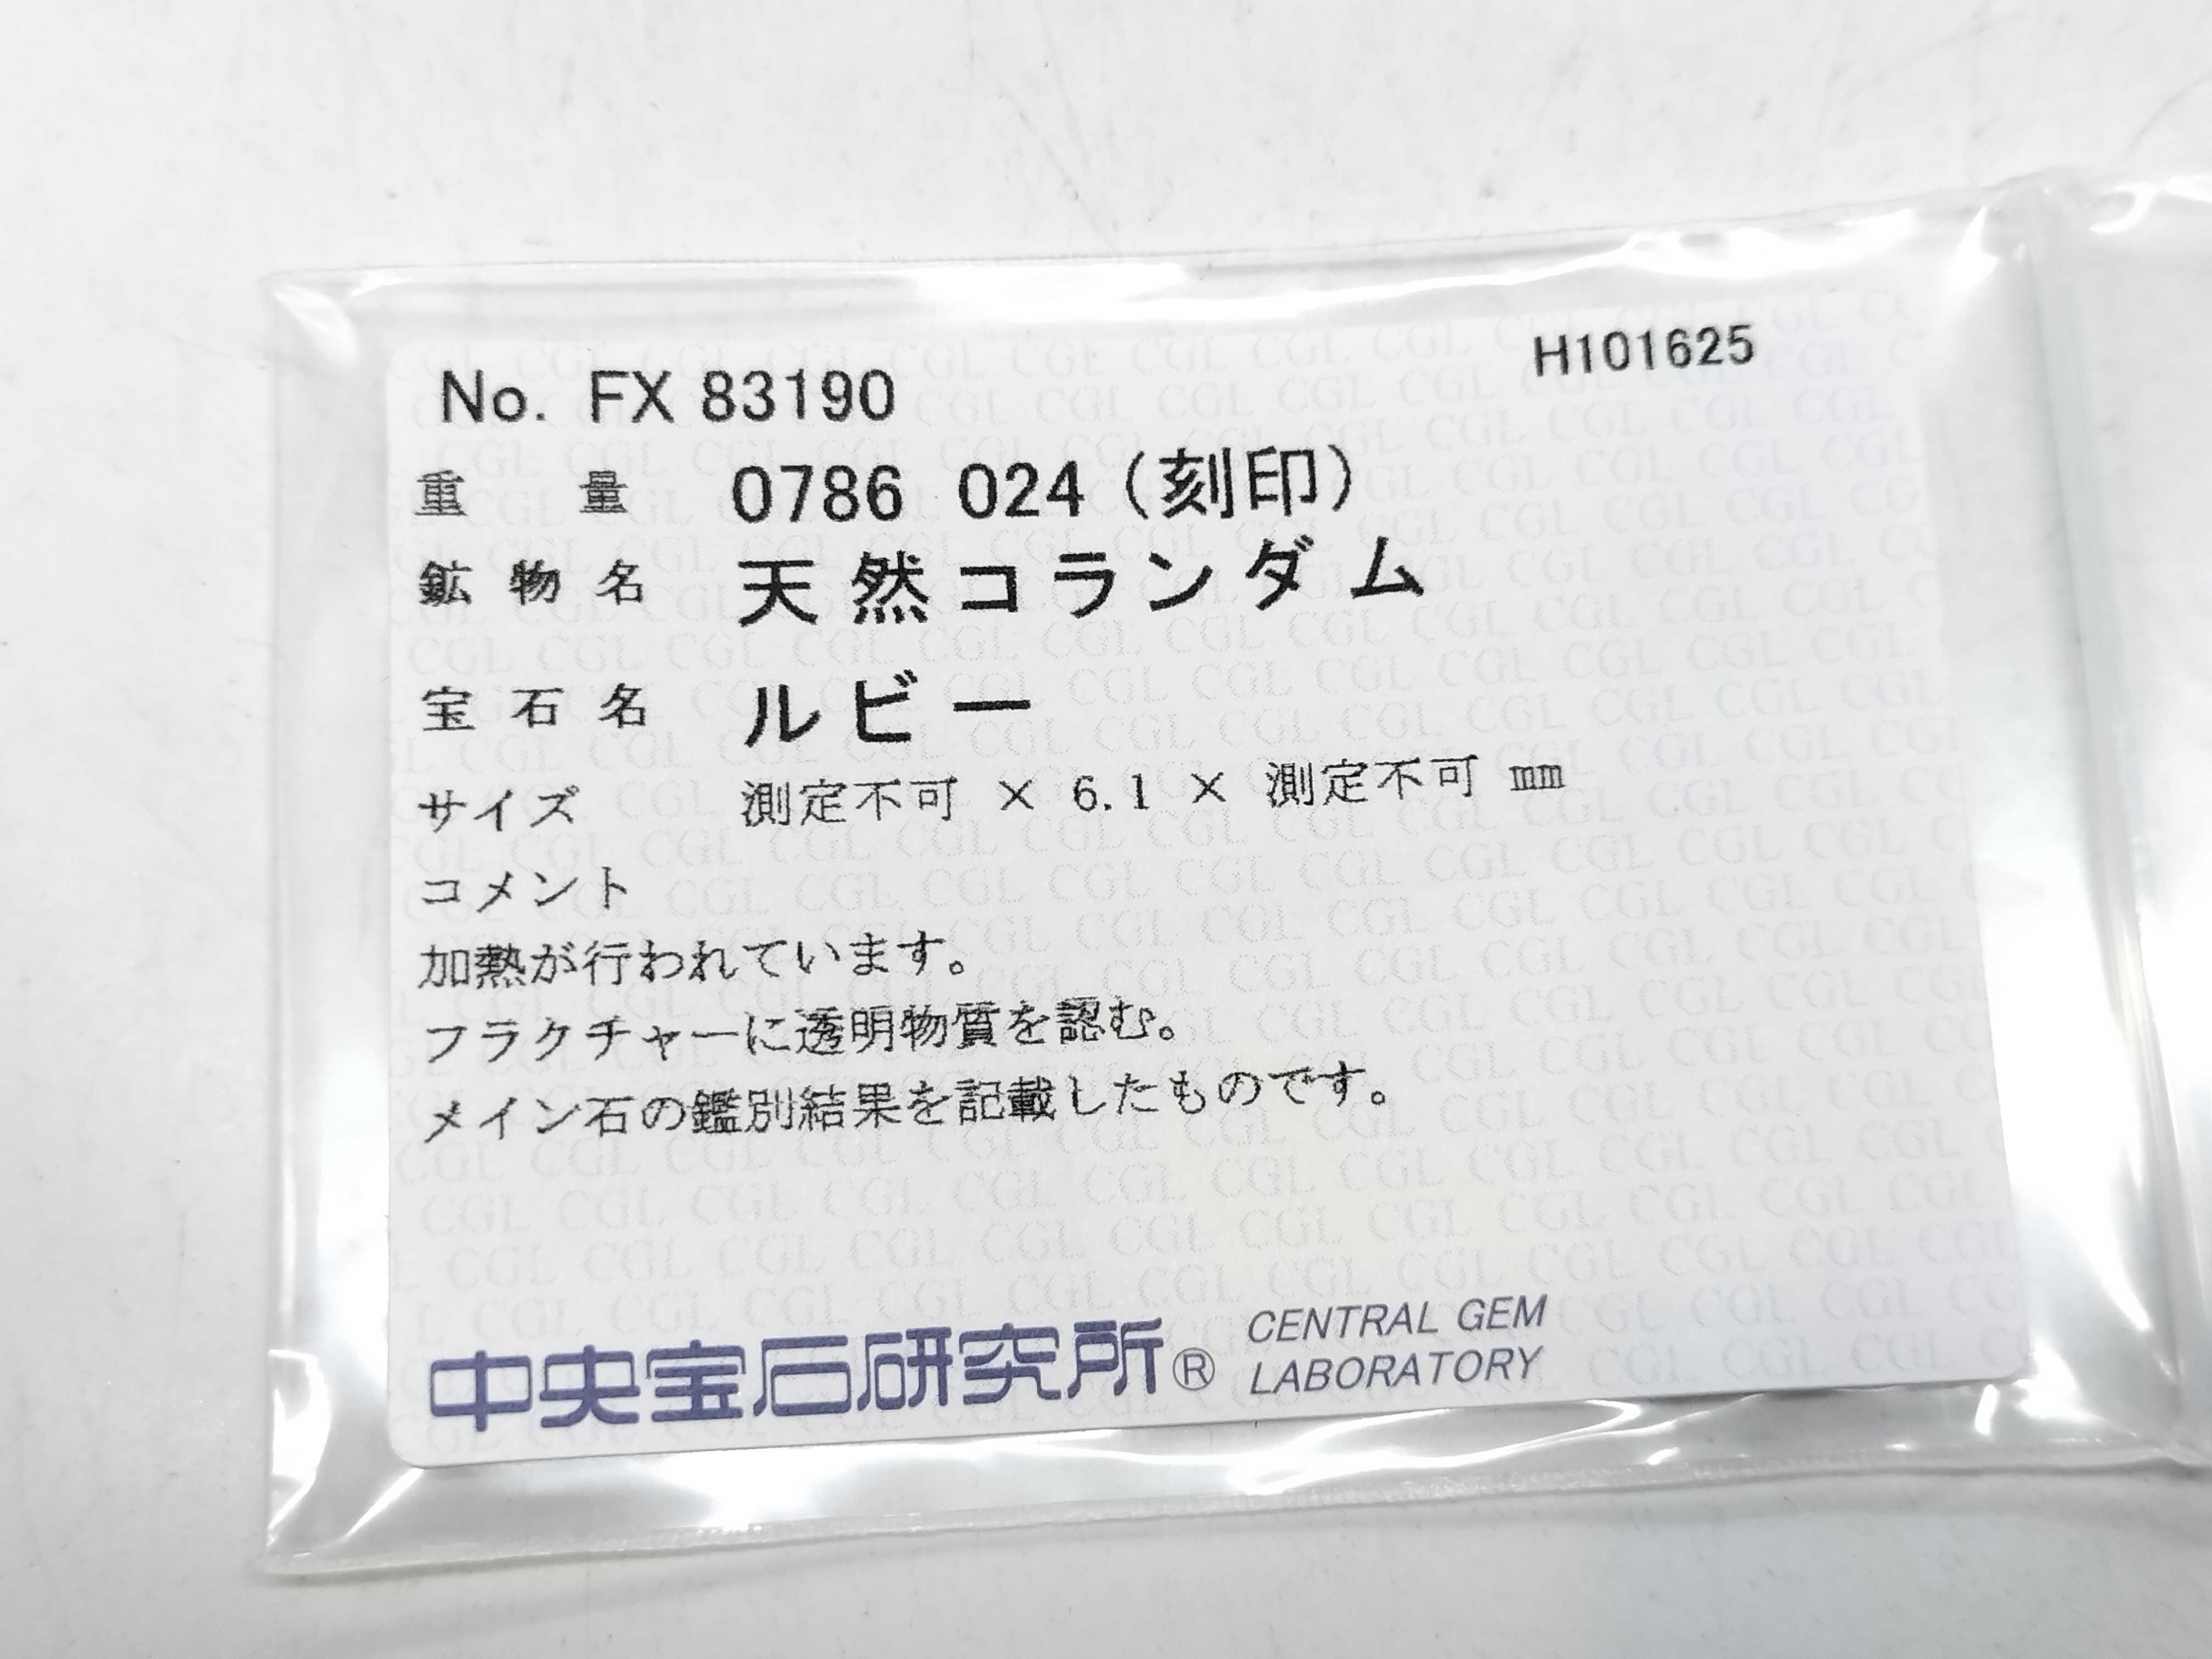 H101625
No. FX 83190
重量 0786 024 (刻印)
鉱物名 天然コランダム
宝石名 ルビー
サイズ 測定不可 × 6.1 × 測定不可 ㎜
コメント
加熱が行われています。
フラクチャーに透明物質を認む。
メイン石の鑑別結果を記載したものです。
中央宝石研究所® CENTRAL GEM
LABORATORY